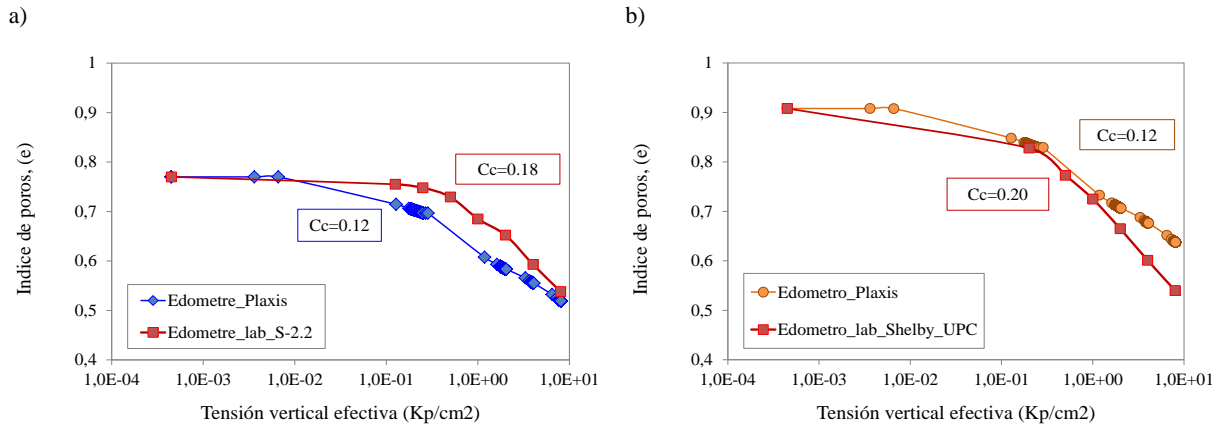 a)
1
0,9
0,8
0,7
0,6
0,5
0,4
Indice de poros, (e)
Cc=0.18
Cc=0.12
Edometre_Plaxis
Edometre_lab_S-2.2
1,0E-04
1,0E-03
1,0E-02
1,0E-01
1,0E+00
1,0E+01
Tensión vertical efectiva (Kp/cm2)
b)
1
0,9
0,8
0,7
0,6
0,5
0,4
Indice de poros, (e)
Cc=0.12
Cc=0.20
Edometro_Plaxis
Edometro_lab_Shelby_UPC
1,0E-04
1,0E-03
1,0E-02
1,0E-01
1,0E+00
1,0E+01
Tensión vertical efectiva (Kp/cm2)